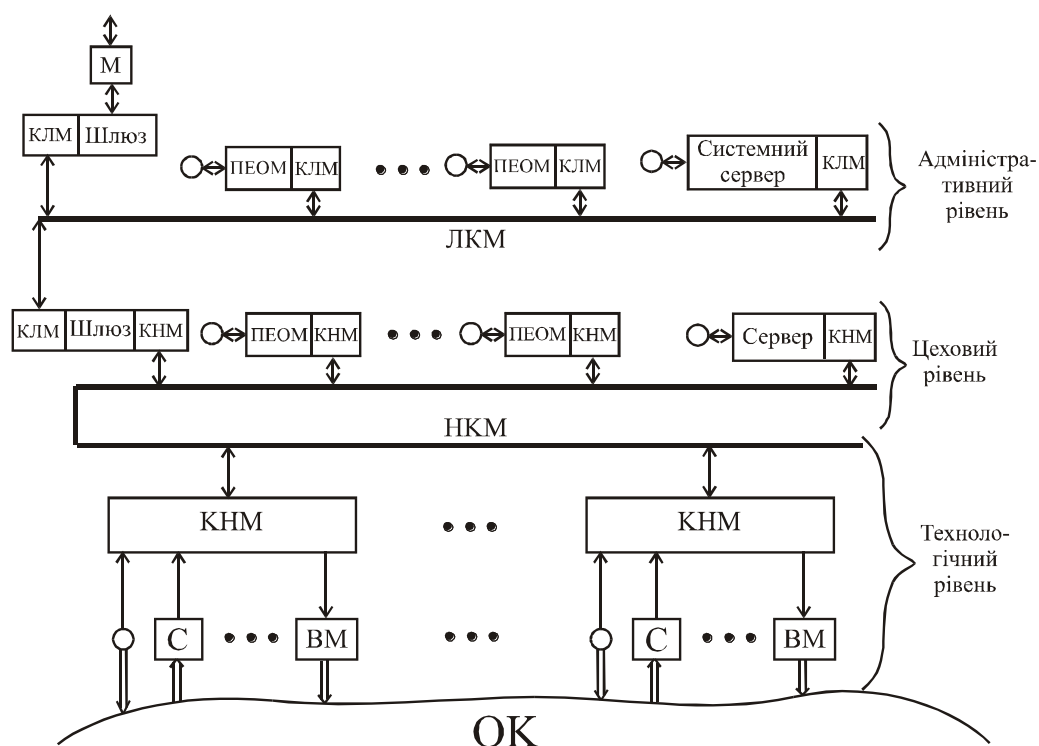 М
КЛМ Шлюз
ПЕОМ КЛМ
ПЕОМ КЛМ
Системний
сервер
КЛМ
Адміністра-
тивний
рівень
ЛКМ
КЛМ Шлюз КНМ
ПЕОМ КНМ
ПЕОМ КНМ
Сервер КНМ
Цеховий
рівень
НКМ
КНМ
КНМ
Техноло-
гічний
рівень
С
ВМ
С
ВМ
ОК